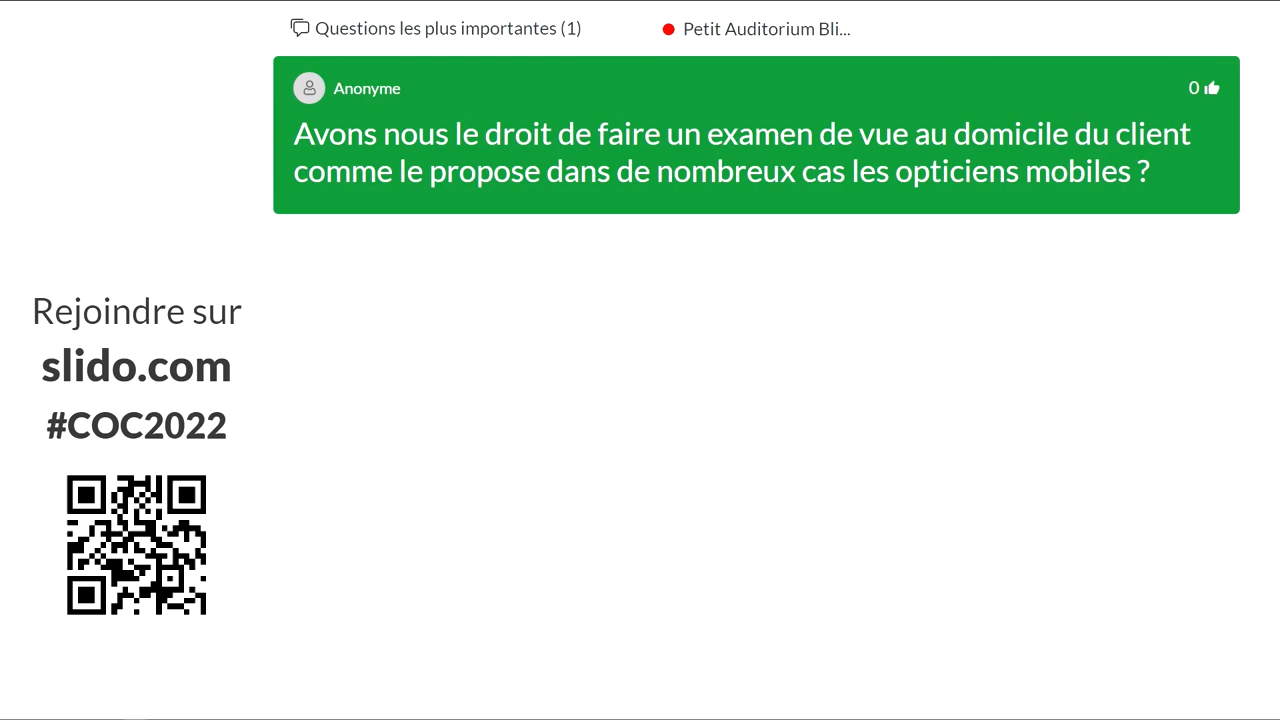 Questions les plus importantes (1)
Petit Auditorium Bli...
Anonyme
0
Avons nous le droit de faire un examen de vue au domicile du client
comme le propose dans de nombreux cas les opticiens mobiles ?
Rejoindre sur
slido.com
#COC2022